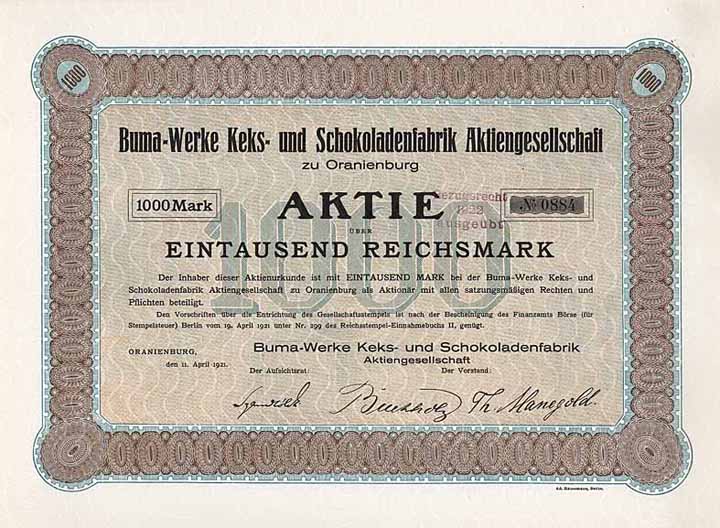 1000
1000
Buma-Werke Keks- und Schokoladenfabrik Aktiengesellschaft
zu Oranienburg
1000 Mark
AKTIE
Bezugsrecht
ausgeübt
№ 0884
ÜBER
EINTAUSEND REICHSMARK
1000
Der Inhaber dieser Aktienurkunde ist mit EINTAUSEND MARK bei der Buma-Werke Keks- und
Schokoladenfabrik Aktiengesellschaft zu Oranienburg als Aktionär mit allen satzungsmäßigen Rechten und
Pflichten beteiligt.
Den Vorschriften über die Entrichtung des Gesellschaftsstempels ist nach der Bescheinigung des Finanzamts Börse (für
Stempelsteuer) Berlin vom 19. April 1921 unter Nr. 299 des Reichsstempel-Einnahmebuchs II, genügt.
ORANIENBURG,
den 11. April 1921.
Buma-Werke Keks- und Schokoladenfabrik
Aktiengesellschaft
Der Aufsichtsrat:
Der Vorstand:
Buchholz Th. Manegold.